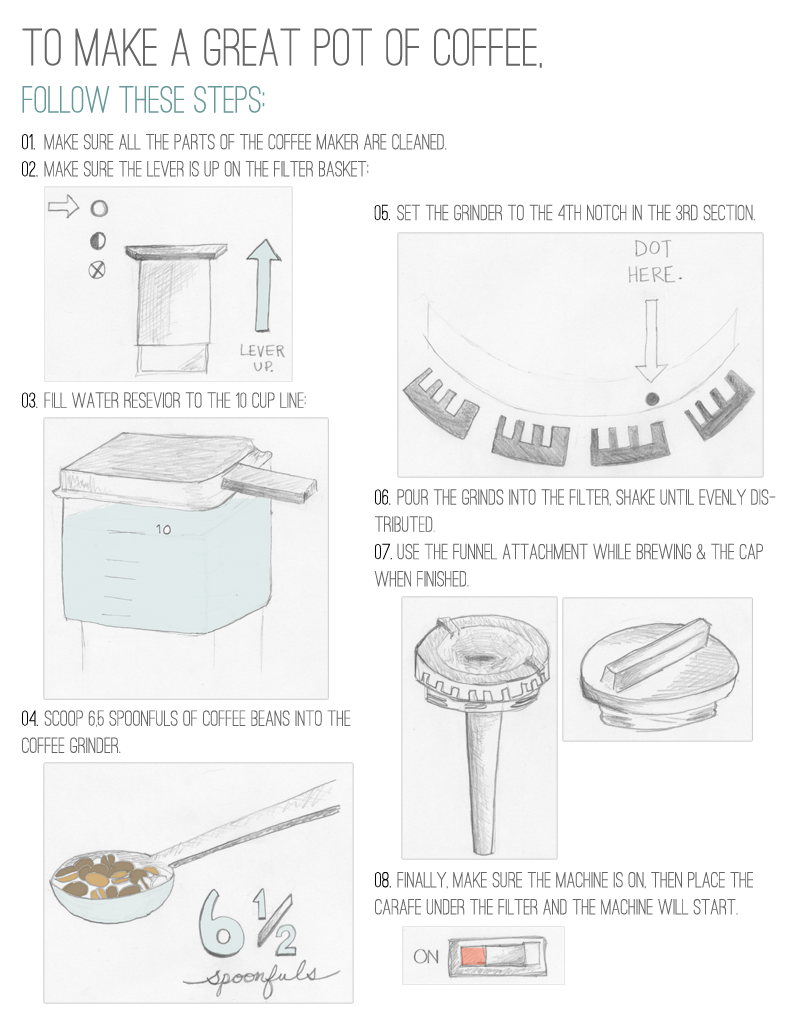 TO MAKE A GREAT POT OF COFFEE,
FOLLOW THESE STEPS:
01. MAKE SURE ALL THE PARTS OF THE COFFEE MAKER ARE CLEANED.
02. MAKE SURE THE LEVER IS UP ON THE FILTER BASKET:
LEVER
UP.
03. FILL WATER RESEVIOR TO THE 10 CUP LINE:
10
04. SCOOP 6.5 SPOONFULS OF COFFEE BEANS INTO THE
COFFEE GRINDER.
6 1/2
spoonfuls
05. SET THE GRINDER TO THE 4TH NOTCH IN THE 3RD SECTION.
DOT
HERE.
06. POUR THE GRINDS INTO THE FILTER, SHAKE UNTIL EVENLY DIS-
TRIBUTED.
07. USE THE FUNNEL ATTACHMENT WHILE BREWING & THE CAP
WHEN FINISHED.
08. FINALLY, MAKE SURE THE MACHINE IS ON, THEN PLACE THE
CARAFE UNDER THE FILTER AND THE MACHINE WILL START.
ON